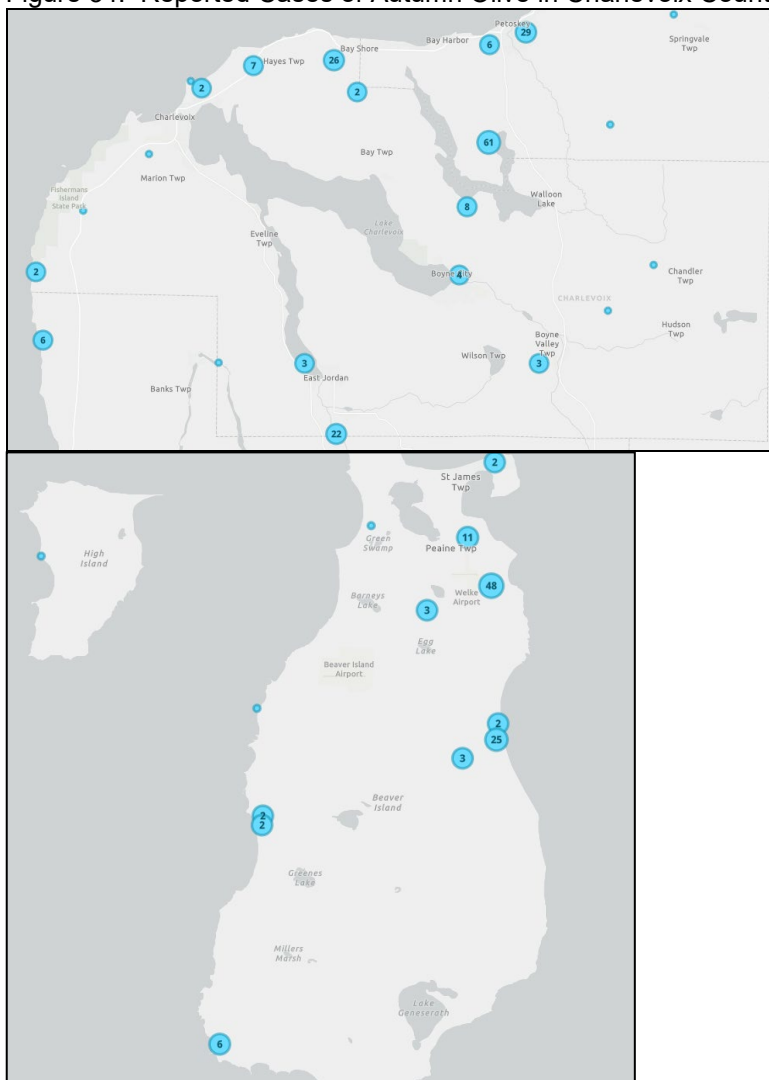 Figure 34. Reported Cases of Autumn Olive in Charlevoix Count
Petoskey
29
Springvale
Twp
Bay Harbor
6
Bay Shore
26
Hayes Twp
7
2
2
Charlevoix
61
Bay Twp
Marion Twp
Fishermans
Island
State Park
Walloon
Lake
8
Lake
Charlevoix
Eveline
Twp
2
Boyne City
4
Chandler
Twp
CHARLEVOIX
Hudson
Twp
6
Boyne
Valley
Twp
3
Wilson Twp
3
East Jordan
Banks Twp
22
2
St James
Twp
Green
Swamp
11
Peaine Twp
High
Island
48
Welke
Airport
Barneys
Lake
3
Egg
Lake
Beaver Island
Airport
2
25
3
Beaver
Island
2
2
Greenes
Lake
Millers
Marsh
Lake
Geneserath
6